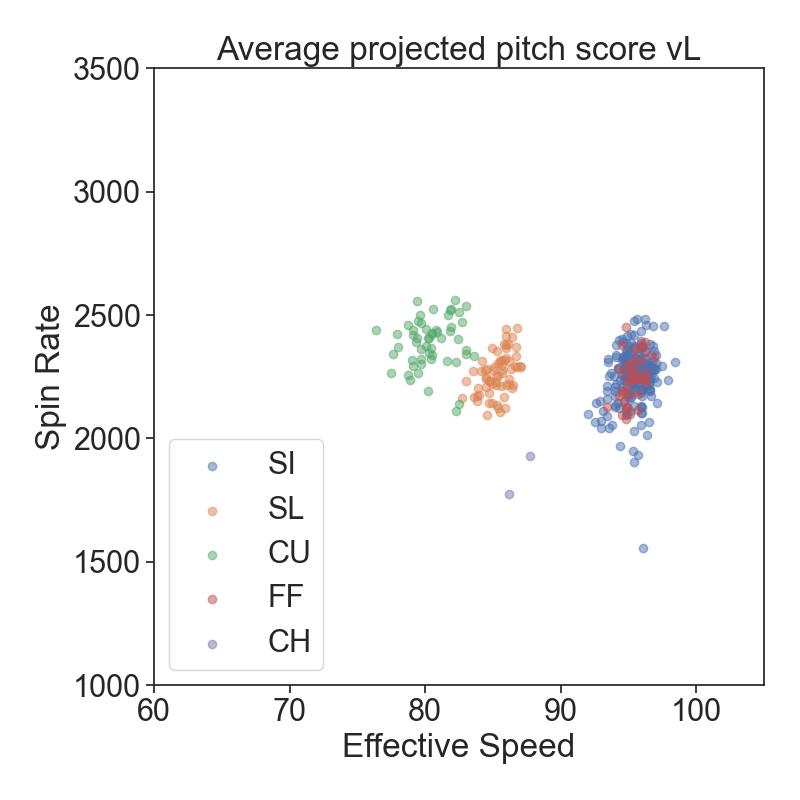 Average projected pitch score vL
3500
3000
2500
2000
1500
1000
Spin Rate
SI
SL
CU
FF
CH
60 70 80 90 100
Effective Speed